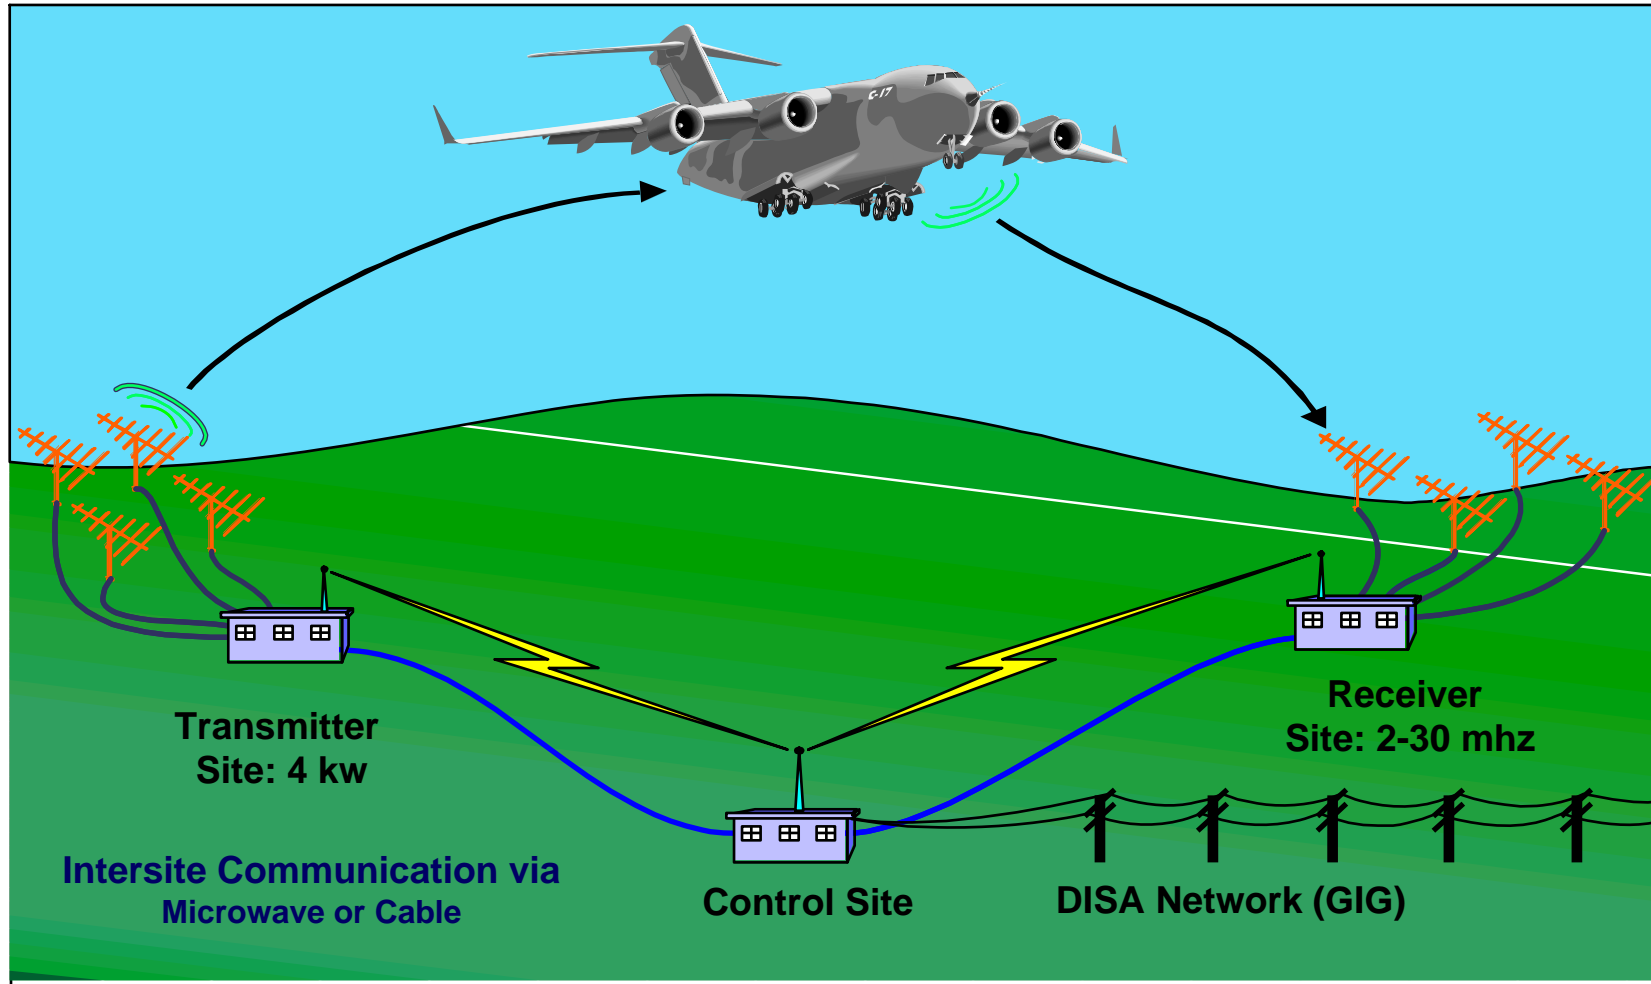 C-17
Transmitter
Site: 4 kw
Receiver
Site: 2-30 mhz
Intersite Communication via
Microwave or Cable
Control Site
DISA Network (GIG)